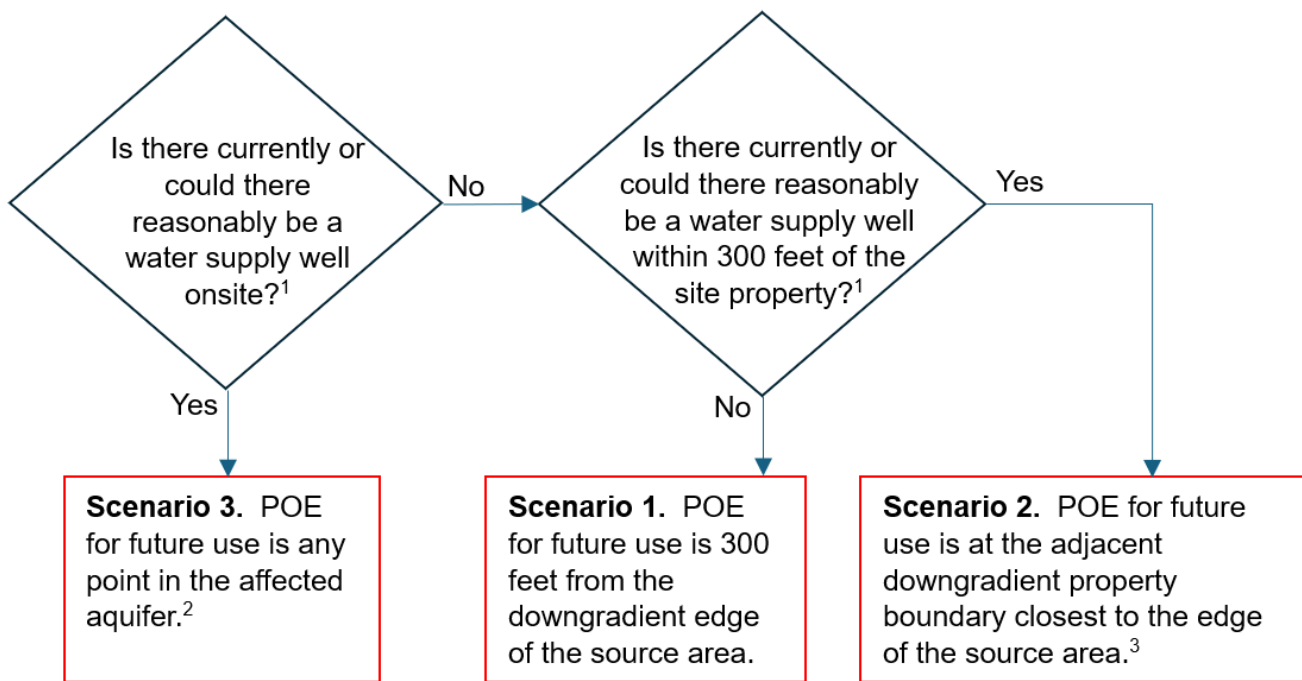 Is there currently or
could there
reasonably be a
water supply well
onsite?¹
No
Is there currently or
could there reasonably
be a water supply well
within 300 feet of the
site property?¹
Yes
Yes
No
Scenario 3.  POE
for future use is any
point in the affected
aquifer.²
Scenario 1.  POE
for future use is 300
feet from the
downgradient edge
of the source area.
Scenario 2.  POE for future
use is at the adjacent
downgradient property
boundary closest to the edge
of the source area.³